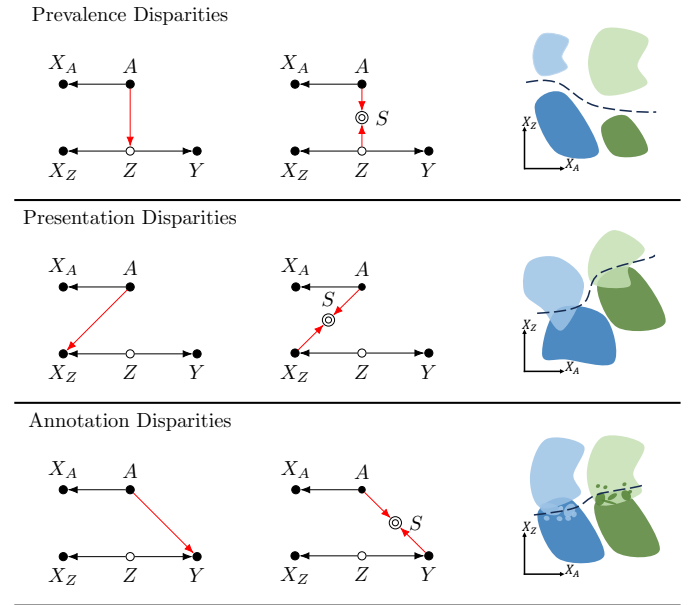 Prevalence Disparities
X_A A X_A A
S
X_Z Z Y X_Z Z Y
X_Z
X_A
Presentation Disparities
X_A A X_A A
S
X_Z Z Y X_Z Z Y
X_Z
X_A
Annotation Disparities
X_A A X_A A
S
X_Z Z Y X_Z Z Y
X_Z
X_A